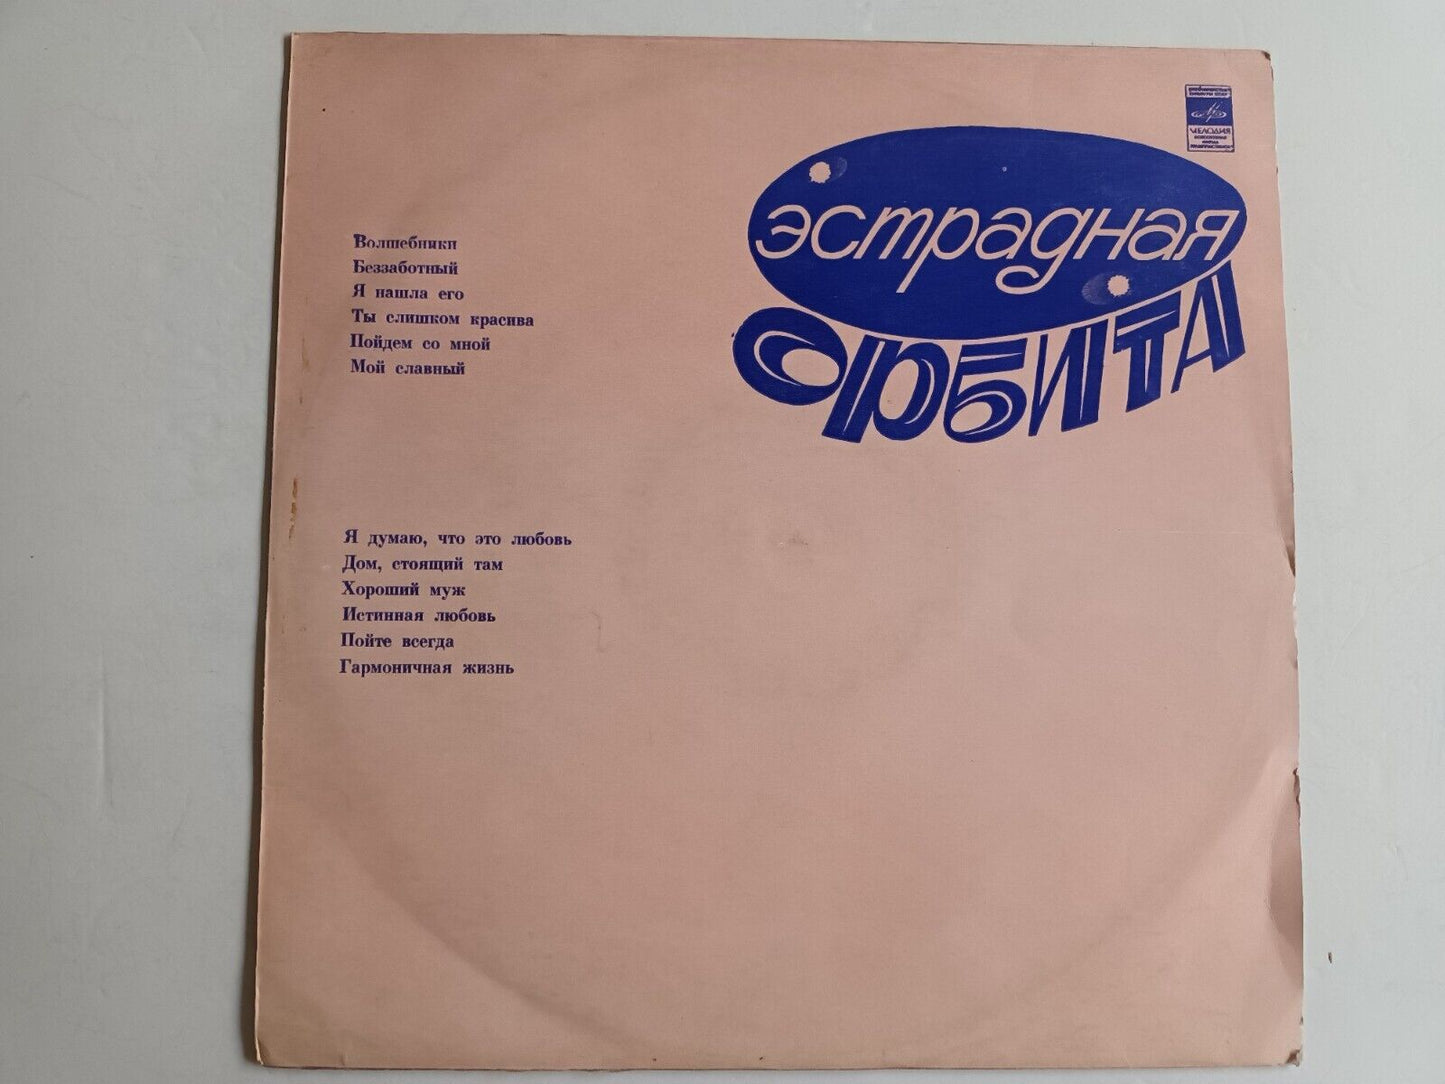 МЕЛОДИЯ
эстрадная
ОРБИТА
Волшебники
Беззаботный
Я нашла его
Ты слишком красива
Пойдем со мной
Мой славный
Я думаю, что это любовь
Дом, стоящий там
Хороший муж
Истинная любовь
Пойте всегда
Гармоничная жизнь